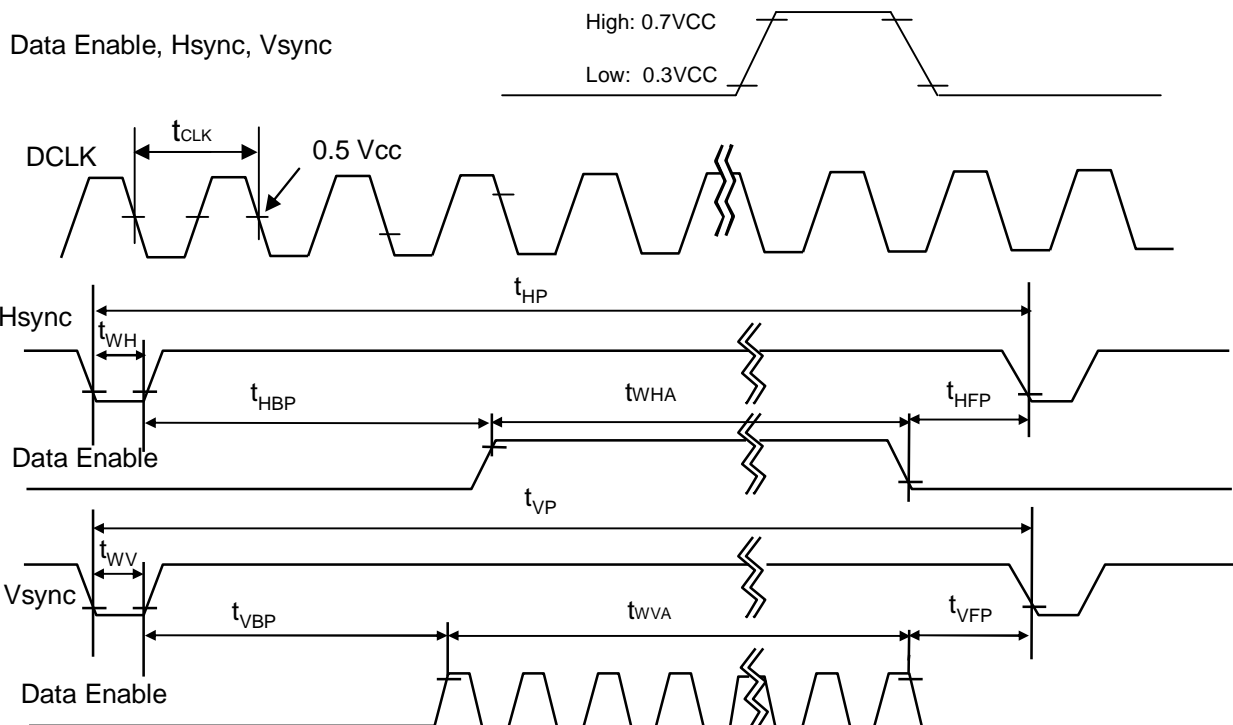 High: 0.7VCC
Data Enable, Hsync, Vsync
Low: 0.3VCC
tCLK
DCLK
0.5 Vcc
tHP
Hsync
tWH
tHBP
tWHA
tHFP
Data Enable
tVP
tWV
Vsync
tVBP
tWVA
tVFP
Data Enable